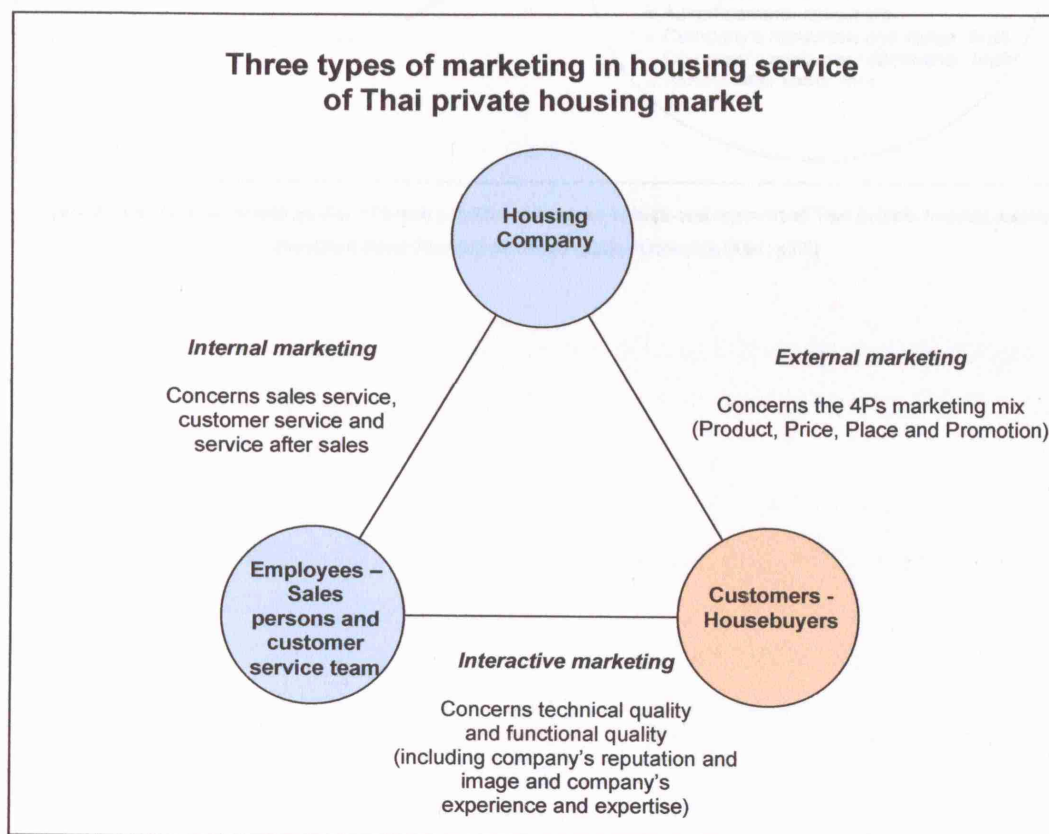 Three types of marketing in housing service
of Thai private housing market
Housing
Company
Internal marketing
Concerns sales service,
customer service and
service after sales
External marketing
Concerns the 4Ps marketing mix
(Product, Price, Place and Promotion)
Employees –
Sales
persons and
customer
service team
Customers -
Housebuyers
Interactive marketing
Concerns technical quality
and functional quality
(including company's reputation and
image and company's
experience and expertise)